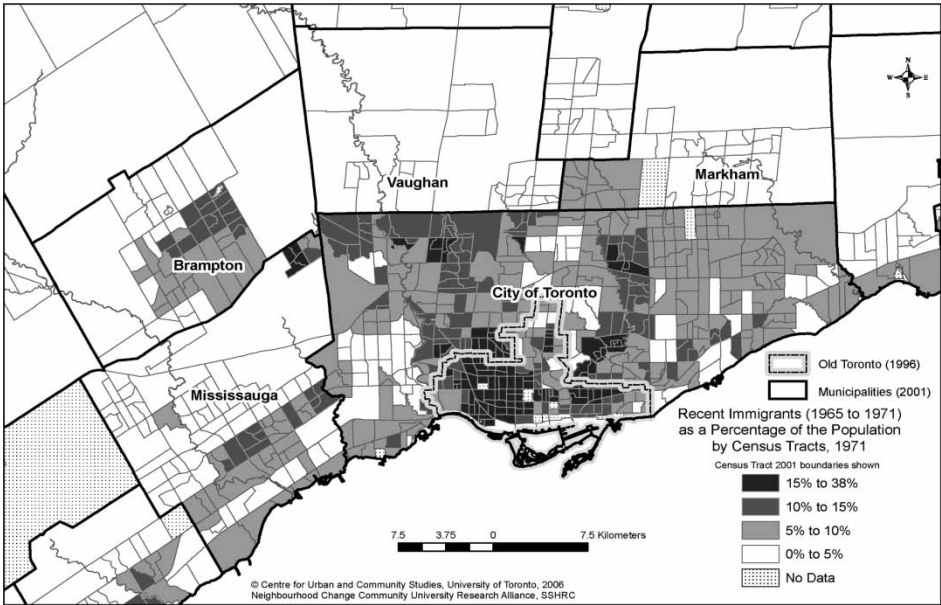 N
W E
S
Markham
Vaughan
Brampton
City of Toronto
Mississauga
Old Toronto (1996)
Municipalities (2001)
Recent Immigrants (1965 to 1971)
as a Percentage of the Population
by Census Tracts, 1971
Census Tract 2001 boundaries shown
15% to 38%
10% to 15%
5% to 10%
0% to 5%
No Data
7.5 3.75 0 7.5 Kilometers
© Centre for Urban and Community Studies, University of Toronto, 2006
Neighbourhood Change Community University Research Alliance, SSHRC